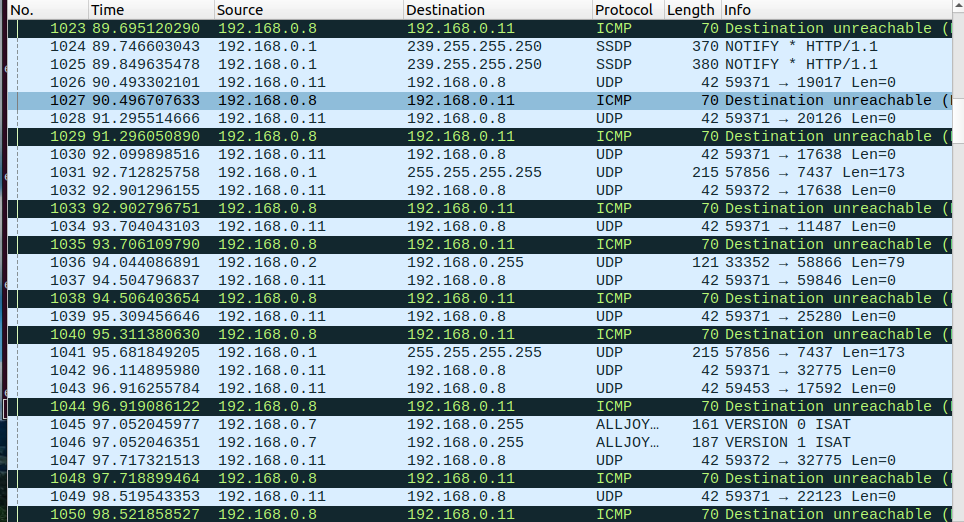 No. Time Source Destination Protocol Length Info
1023 89.695120290 192.168.0.8 192.168.0.11 ICMP 70 Destination unreachable (
1024 89.746603043 192.168.0.1 239.255.255.250 SSDP 370 NOTIFY * HTTP/1.1
1025 89.849635478 192.168.0.1 239.255.255.250 SSDP 380 NOTIFY * HTTP/1.1
1026 90.493302101 192.168.0.11 192.168.0.8 UDP 42 59371 → 19017 Len=0
1027 90.496707633 192.168.0.8 192.168.0.11 ICMP 70 Destination unreachable (
1028 91.295514666 192.168.0.11 192.168.0.8 UDP 42 59371 → 20126 Len=0
1029 91.296050890 192.168.0.8 192.168.0.11 ICMP 70 Destination unreachable (
1030 92.099898516 192.168.0.11 192.168.0.8 UDP 42 59371 → 17638 Len=0
1031 92.712825758 192.168.0.1 255.255.255.255 UDP 215 57856 → 7437 Len=173
1032 92.901296155 192.168.0.11 192.168.0.8 UDP 42 59372 → 17638 Len=0
1033 92.902796751 192.168.0.8 192.168.0.11 ICMP 70 Destination unreachable (
1034 93.704043103 192.168.0.11 192.168.0.8 UDP 42 59371 → 11487 Len=0
1035 93.706109790 192.168.0.8 192.168.0.11 ICMP 70 Destination unreachable (
1036 94.044086891 192.168.0.2 192.168.0.255 UDP 121 33352 → 58866 Len=79
1037 94.504796837 192.168.0.11 192.168.0.8 UDP 42 59371 → 59846 Len=0
1038 94.506403654 192.168.0.8 192.168.0.11 ICMP 70 Destination unreachable (
1039 95.309456646 192.168.0.11 192.168.0.8 UDP 42 59371 → 25280 Len=0
1040 95.311380630 192.168.0.8 192.168.0.11 ICMP 70 Destination unreachable (
1041 95.681849205 192.168.0.1 255.255.255.255 UDP 215 57856 → 7437 Len=173
1042 96.114895980 192.168.0.11 192.168.0.8 UDP 42 59371 → 32775 Len=0
1043 96.916255784 192.168.0.11 192.168.0.8 UDP 42 59453 → 17592 Len=0
1044 96.919086122 192.168.0.8 192.168.0.11 ICMP 70 Destination unreachable (
1045 97.052045977 192.168.0.7 192.168.0.255 ALLJOY… 161 VERSION 0 ISAT
1046 97.052046351 192.168.0.7 192.168.0.255 ALLJOY… 187 VERSION 1 ISAT
1047 97.717321513 192.168.0.11 192.168.0.8 UDP 42 59372 → 32775 Len=0
1048 97.718899464 192.168.0.8 192.168.0.11 ICMP 70 Destination unreachable (
1049 98.519543353 192.168.0.11 192.168.0.8 UDP 42 59371 → 22123 Len=0
1050 98.521858527 192.168.0.8 192.168.0.11 ICMP 70 Destination unreachable (